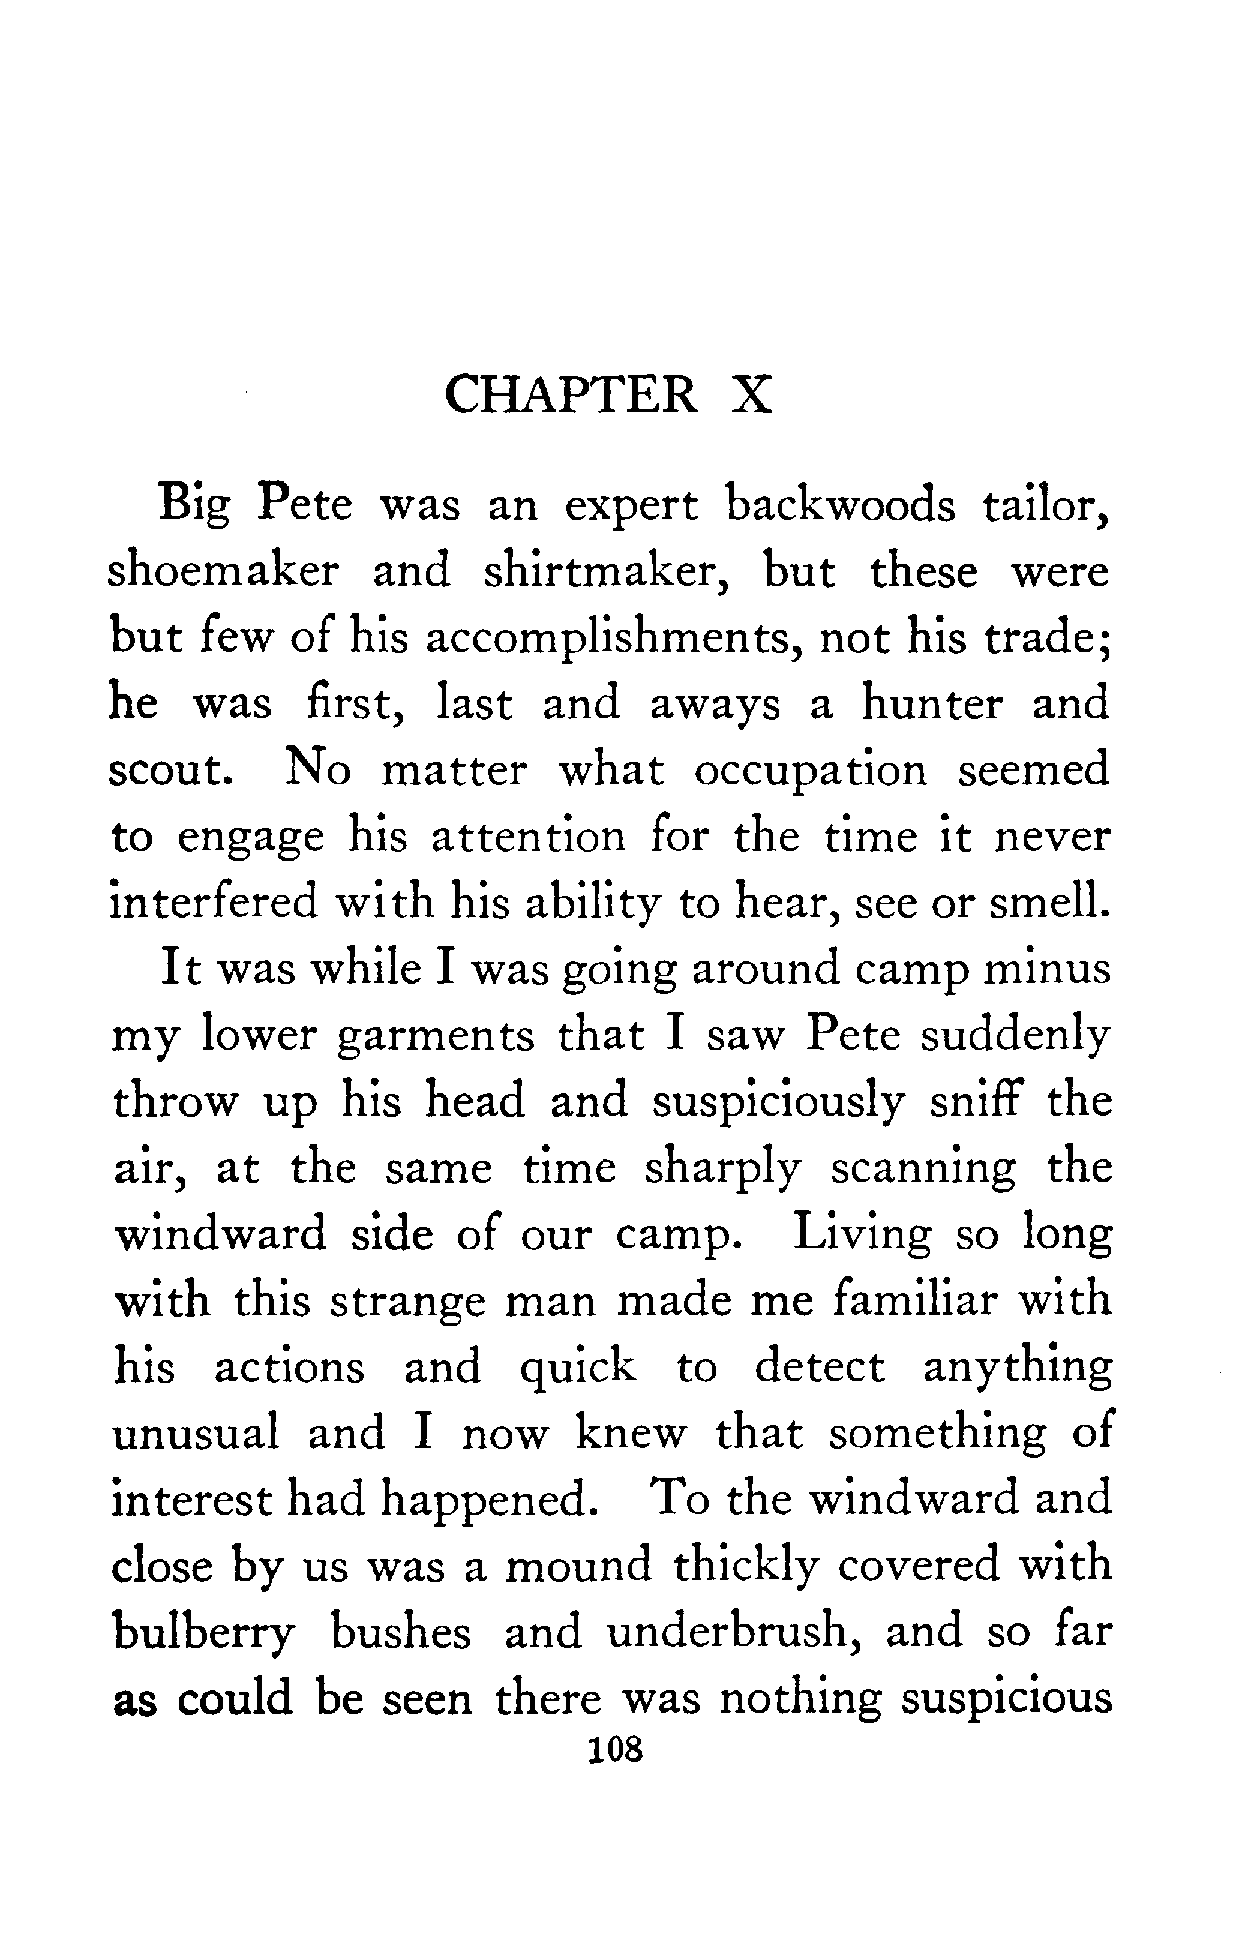 CHAPTER X
Big Pete was an expert backwoods tailor,
shoemaker and shirtmaker, but these were
but few of his accomplishments, not his trade;
he was first, last and aways a hunter and
scout. No matter what occupation seemed
to engage his attention for the time it never
interfered with his ability to hear, see or smell.
It was while I was going around camp minus
my lower garments that I saw Pete suddenly
throw up his head and suspiciously sniff the
air, at the same time sharply scanning the
windward side of our camp. Living so long
with this strange man made me familiar with
his actions and quick to detect anything
unusual and I now knew that something of
interest had happened. To the windward and
close by us was a mound thickly covered with
bulberry bushes and underbrush, and so far
as could be seen there was nothing suspicious
108